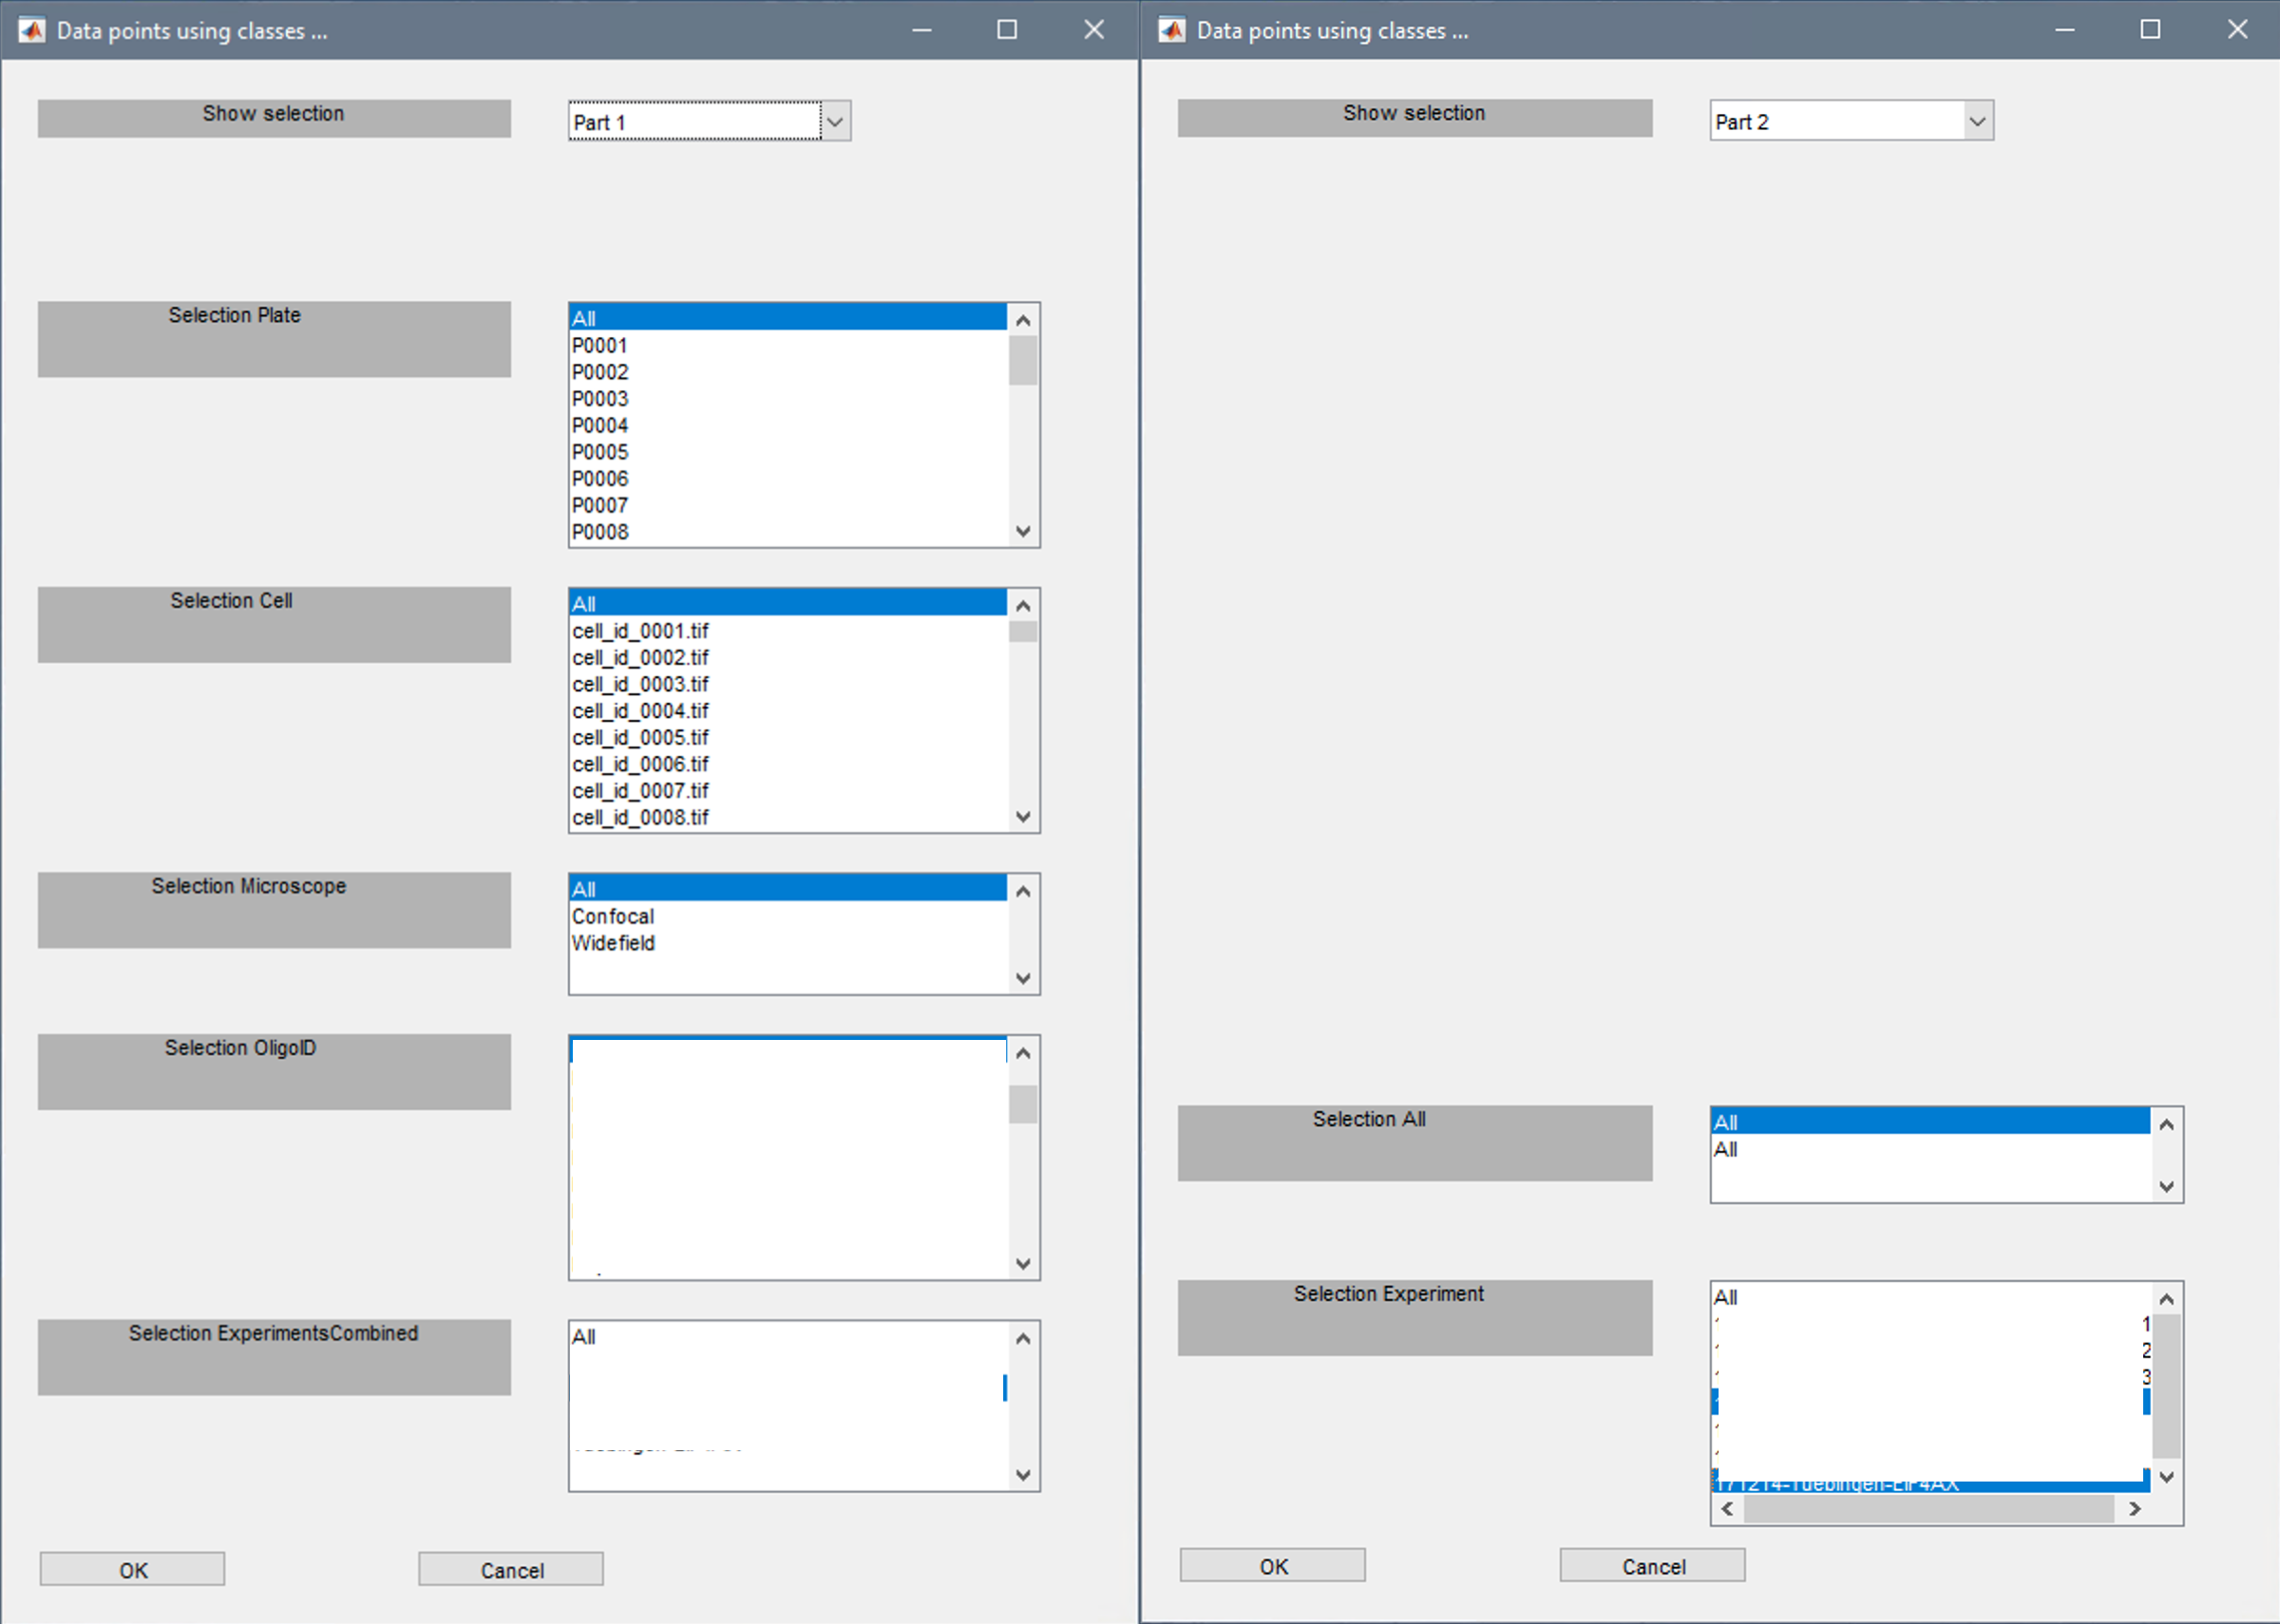 Data points using classes ...
Show selection
Part 1
Selection Plate
All
P0001
P0002
P0003
P0004
P0005
P0006
P0007
P0008
Selection Cell
All
cell_id_0001.tif
cell_id_0002.tif
cell_id_0003.tif
cell_id_0004.tif
cell_id_0005.tif
cell_id_0006.tif
cell_id_0007.tif
cell_id_0008.tif
Selection Microscope
All
Confocal
Widefield
Selection OligoID
Selection ExperimentsCombined
All
OK
Cancel
Data points using classes ...
Show selection
Part 2
Selection All
All
All
Selection Experiment
All
1
2
3
171214-Tuebingen-EIF4AX
OK
Cancel